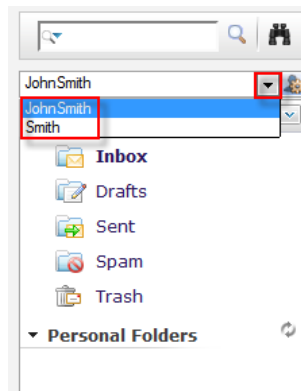 JohnSmith
JohnSmith
Smith
Inbox
Drafts
Sent
Spam
Trash
Personal Folders